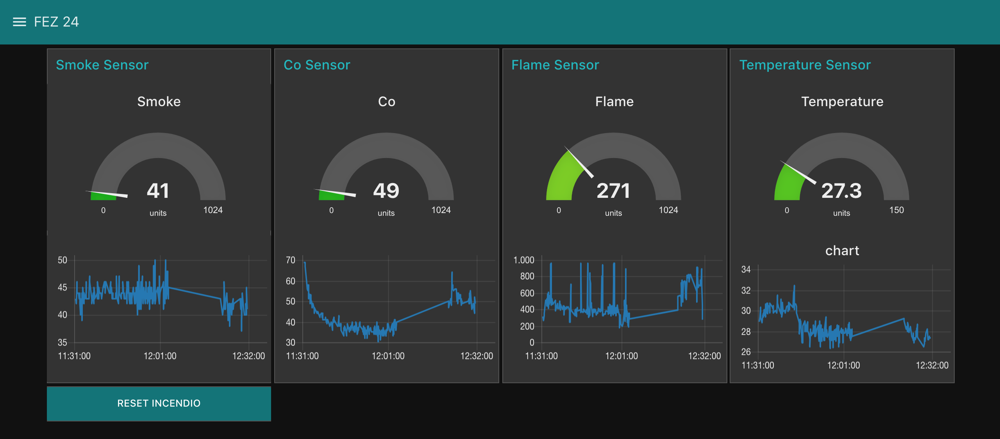 FEZ 24
Smoke Sensor
Smoke
41
0
units
1024
50
45
40
35
11:31:00
12:01:00
12:32:00
Co Sensor
Co
49
0
units
1024
70
60
50
40
30
11:31:00
12:01:00
12:32:00
Flame Sensor
Flame
271
0
units
1024
1.000
800
600
400
200
0
11:31:00
12:01:00
12:32:00
Temperature Sensor
Temperature
27.3
0
units
150
chart
34
32
30
28
26
11:31:00
12:01:00
12:32:00
RESET INCENDIO